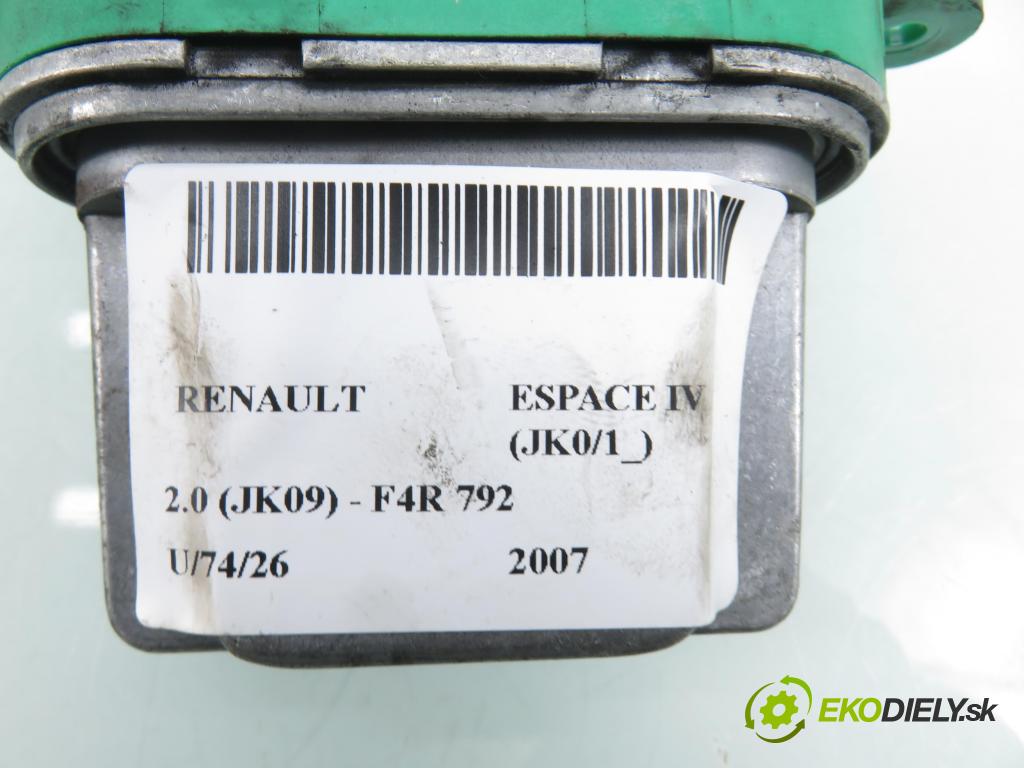 RENAULT ESPACE IV
(JK0/1_)
2.0 (JK09) - F4R 792
U/74/26 2007
EKODIELY.sk